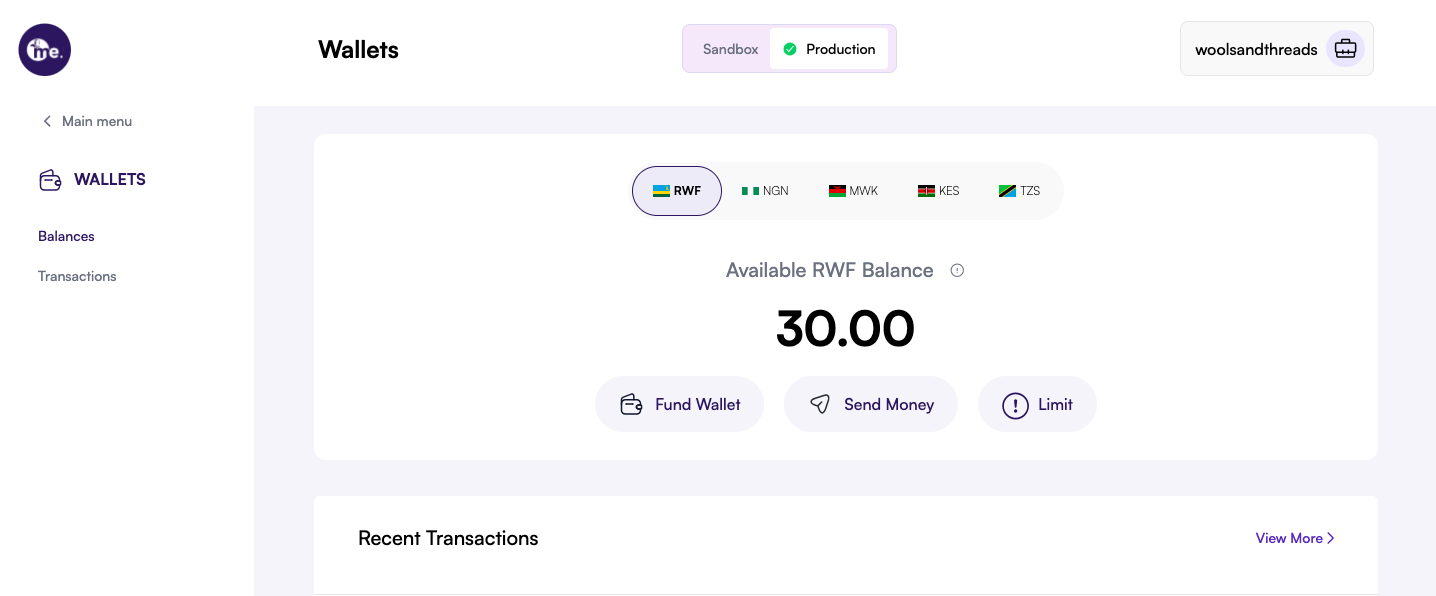 me.
Wallets
Sandbox
Production
woolsandthreads
Main menu
WALLETS
Balances
Transactions
RWF
NGN
MWK
KES
TZS
Available RWF Balance
30.00
Fund Wallet
Send Money
Limit
Recent Transactions
View More